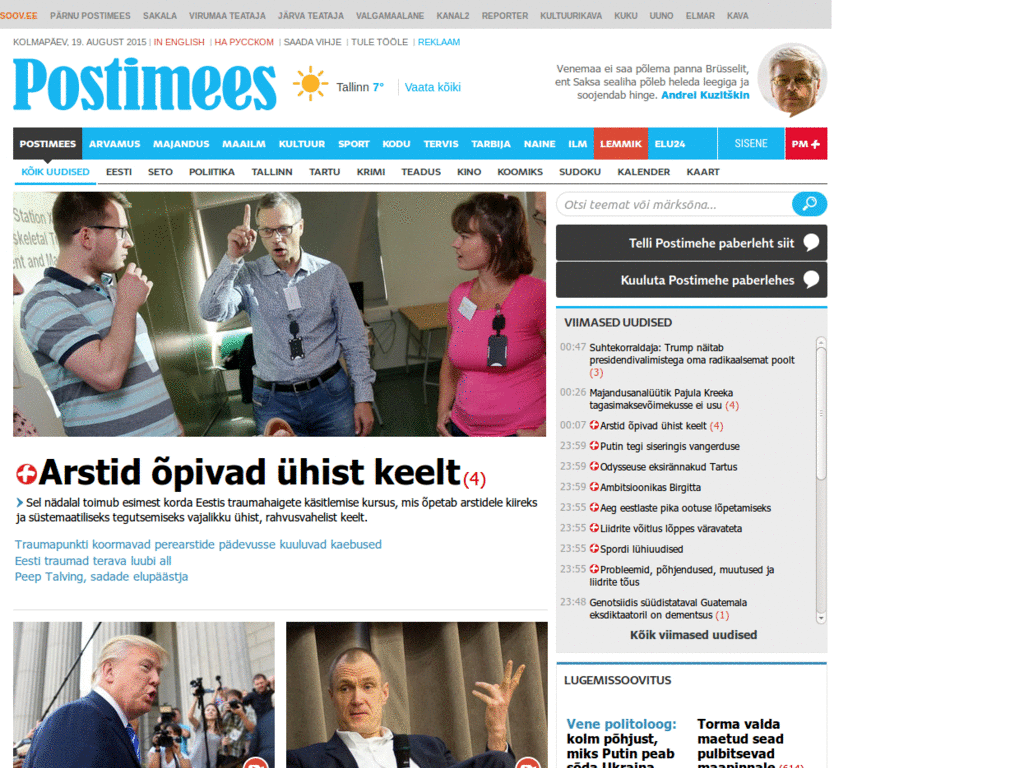 SOOV.EE PÄRNU POSTIMEES SAKALA VIRUMAA TEATAJA JÄRVA TEATAJA VALGAMAALANE KANAL2 REPORTER KULTUURIKAVA KUKU UUNO ELMAR KAVA
KOLMAPÄEV, 19. AUGUST 2015 | IN ENGLISH | НА РУССКОМ | SAADA VIHJE | TULE TÖÖLE | REKLAAM
Postimees
Tallinn 7°
Vaata kõiki
Venemaa ei saa põlema panna Brüsselit,
ent Saksa sealiha põleb heleda leegiga ja
soojendab hinge. Andrei Kuzitškin
POSTIMEES ARVAMUS MAJANDUS MAAILM KULTUUR SPORT KODU TERVIS TARBIJA NAINE ILM LEMMIK ELU24 SISENE PM +
KÕIK UUDISED EESTI SETO POLIITIKA TALLINN TARTU KRIMI TEADUS KINO KOOMIKS SUDOKU KALENDER KAART
Station X
skeletal
ent and Ma
Arstid õpivad ühist keelt (4)
Sel nädalal toimub esimest korda Eestis traumahaigete käsitlemise kursus, mis õpetab arstidele kiireks
ja süstemaatiliseks tegutsemiseks vajalikku ühist, rahvusvahelist keelt.
Traumapunkti koormavad perearstide pädevusse kuuluvad kaebused
Eesti traumad terava luubi all
Peep Talving, sadade elupäästja
Otsi teemat või märksõna...
Telli Postimehe paberleht siit
Kuuluta Postimehe paberlehes
VIIMASED UUDISED
00:47 Suhtekorraldaja: Trump näitab
presidendivalimistega oma radikaalsemat poolt
(3)
00:26 Majandusanalüütik Pajula Kreeka
tagasimaksevõimekusse ei usu (4)
00:07 Arstid õpivad ühist keelt (4)
23:59 Putin tegi siseringis vangerduse
23:59 Odysseuse eksirännakud Tartus
23:59 Ambitsioonikas Birgitta
23:55 Aeg eestlaste pika ootuse lõpetamiseks
23:55 Liidrite võitlus lõppes väravateta
23:55 Spordi lühiuudised
23:55 Probleemid, põhjendused, muutused ja
liidrite tõus
23:48 Genotsiidis süüdistataval Guatemala
eksdiktaatoril on dementsus (1)
Kõik viimased uudised
LUGEMISSOOVITUS
Vene politoloog:
kolm põhjust,
miks Putin peab
sõda Ukraina
Torma valda
maetud sead
pulbitsevad
maapinnale (614)